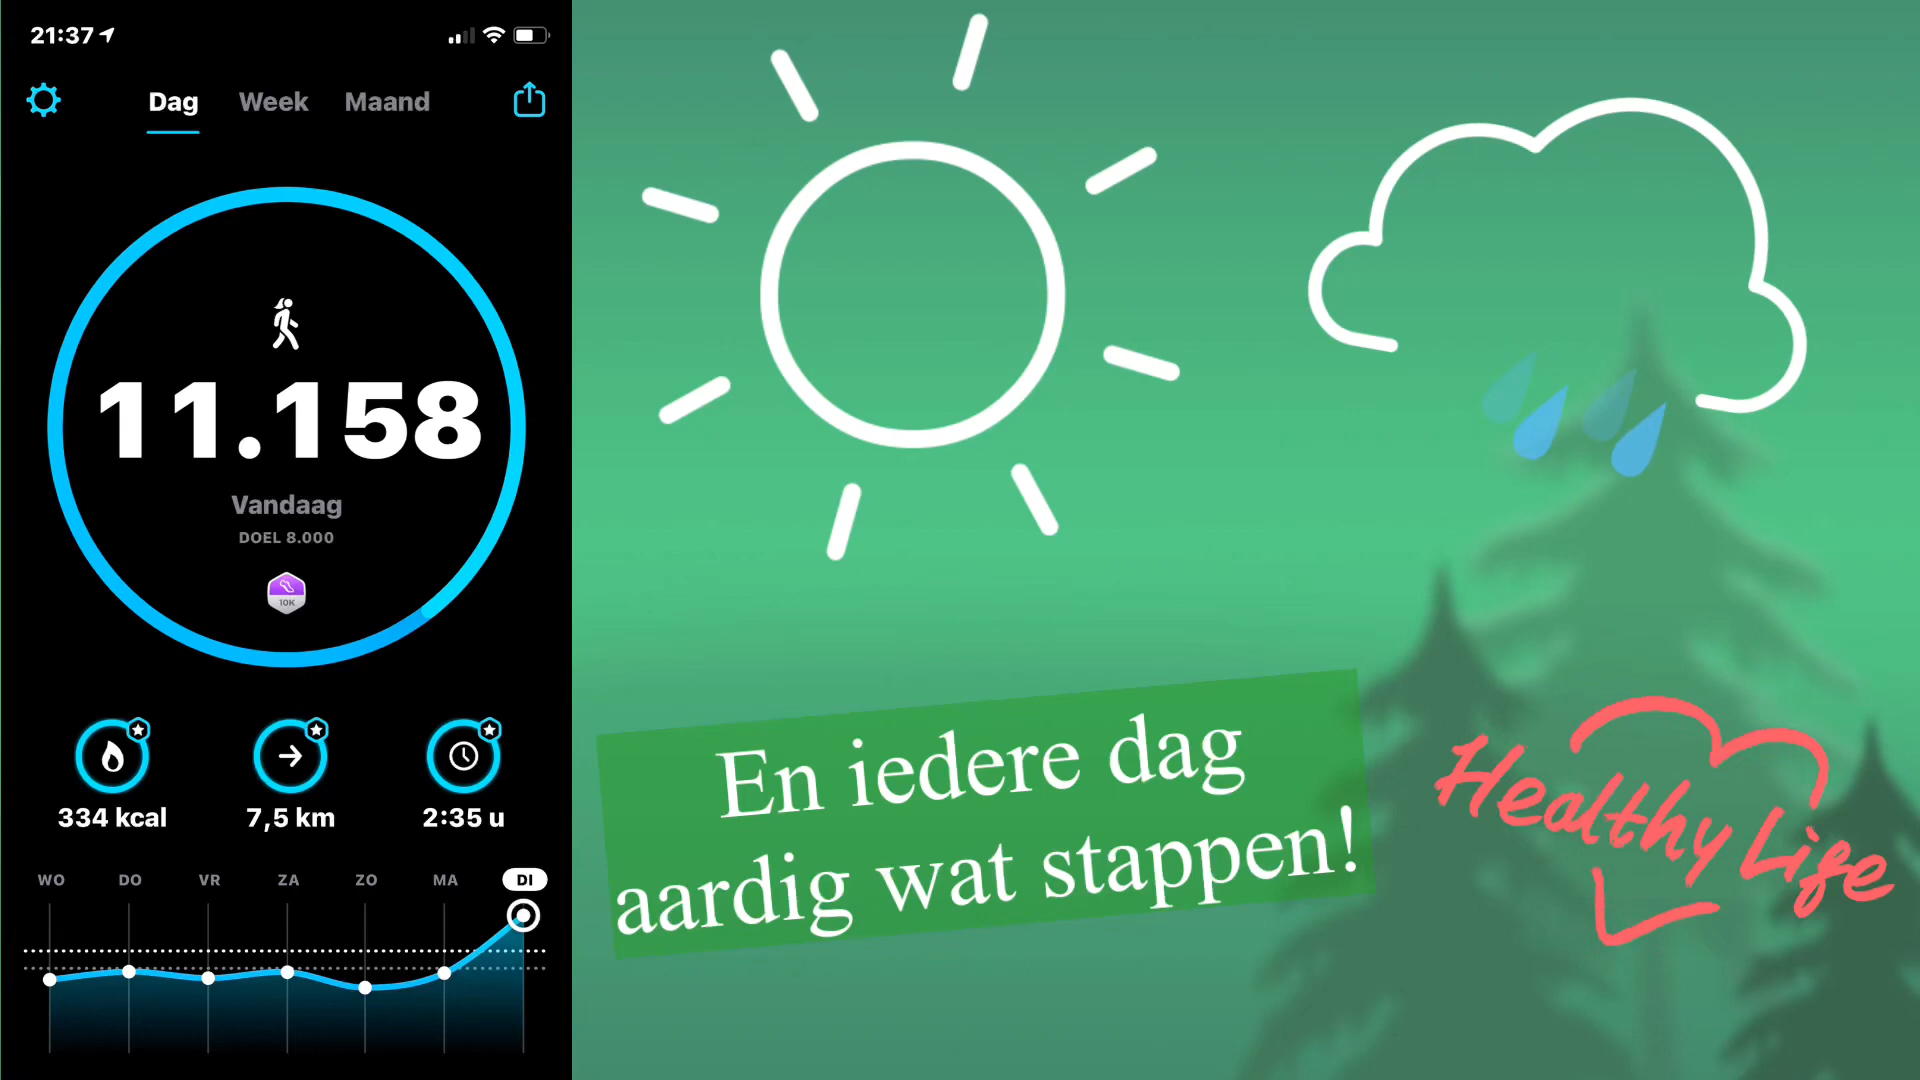 21:37
Dag Week Maand
11.158
Vandaag
DOEL 8.000
10K
334 kcal 7,5 km 2:35 u
WO DO VR ZA ZO MA DI
En iedere dag
aardig wat stappen!
Healthy Life